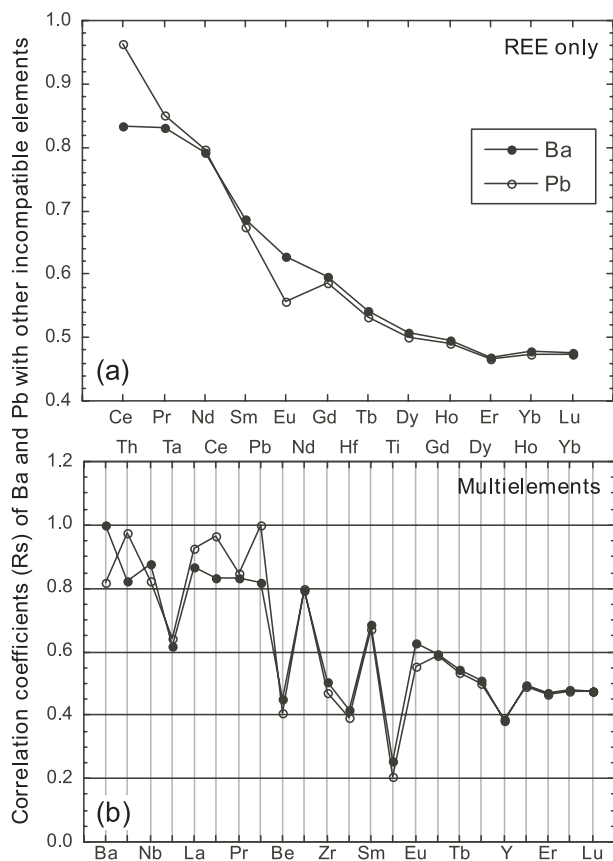 Correlation coefficients (Rs) of Ba and Pb with other incompatible elements
1.0
0.9
0.8
0.7
0.6
0.5
0.4
REE only
Ba
Pb
(a)
Ce Pr Nd Sm Eu Gd Tb Dy Ho Er Yb Lu
Th Ta Ce Pb Nd Hf Ti Gd Dy Ho Yb
1.2
1.0
0.8
0.6
0.4
0.2
0.0
Multielements
(b)
Ba Nb La Pr Be Zr Sm Eu Tb Y Er Lu